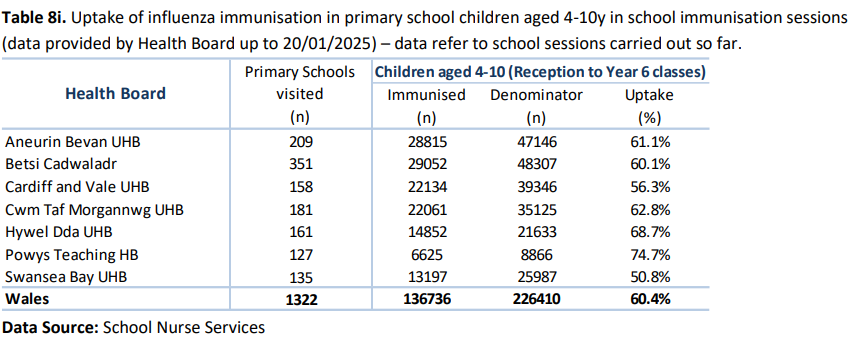 Table 8i. Uptake of influenza immunisation in primary school children aged 4-10y in school immunisation sessions
(data provided by Health Board up to 20/01/2025) – data refer to school sessions carried out so far.
Health Board Primary Schools visited (n) Children aged 4-10 (Reception to Year 6 classes)
Immunised (n) Denominator (n) Uptake (%)
Aneurin Bevan UHB 209 28815 47146 61.1%
Betsi Cadwaladr 351 29052 48307 60.1%
Cardiff and Vale UHB 158 22134 39346 56.3%
Cwm Taf Morgannwg UHB 181 22061 35125 62.8%
Hywel Dda UHB 161 14852 21633 68.7%
Powys Teaching HB 127 6625 8866 74.7%
Swansea Bay UHB 135 13197 25987 50.8%
Wales 1322 136736 226410 60.4%
Data Source: School Nurse Services